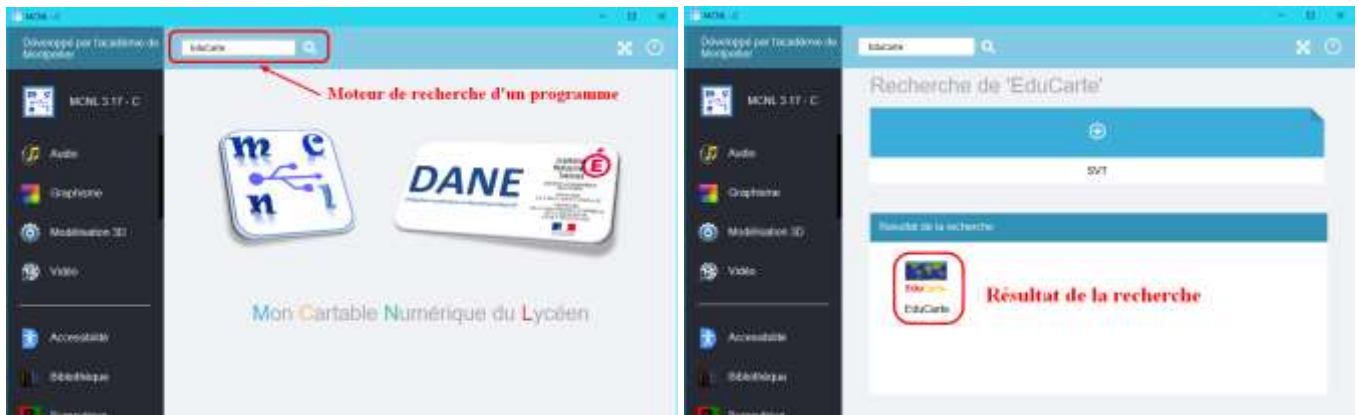 MCNL - C
Développé par l'académie de
Montpellier
EduCarte
Moteur de recherche d'un programme
MCNL 3.17 - C
Audio
Graphisme
Modélisation 3D
Vidéo
Accessibilité
Bibliothèque
m c
n l
DANE
Mon Cartable Numérique du Lycéen
MCNL - C
Développé par l'académie de
Montpellier
EduCarte
MCNL 3.17 - C
Audio
Graphisme
Modélisation 3D
Vidéo
Accessibilité
Bibliothèque
Recherche de 'EduCarte'
SVT
Résultat de la recherche
EduCarte
EduCarte
Résultat de la recherche